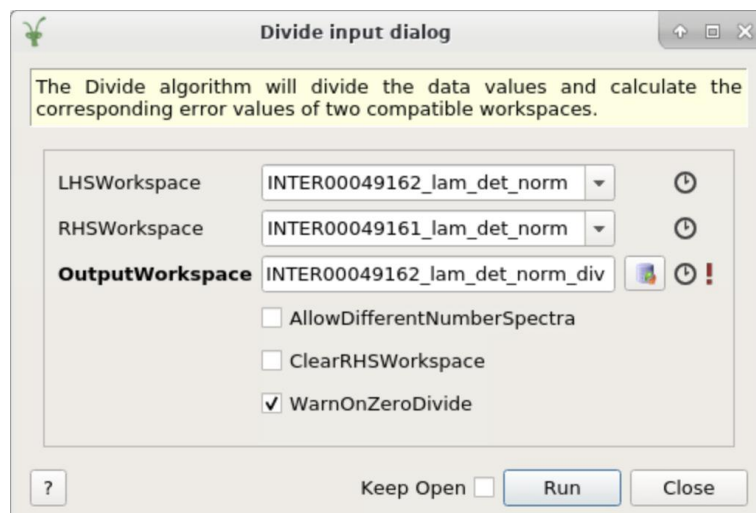 Divide input dialog
The Divide algorithm will divide the data values and calculate the
corresponding error values of two compatible workspaces.
LHSWorkspace INTER00049162_lam_det_norm
RHSWorkspace INTER00049161_lam_det_norm
OutputWorkspace INTER00049162_lam_det_norm_div !
AllowDifferentNumberSpectra
ClearRHSWorkspace
WarnOnZeroDivide
? Keep Open Run Close